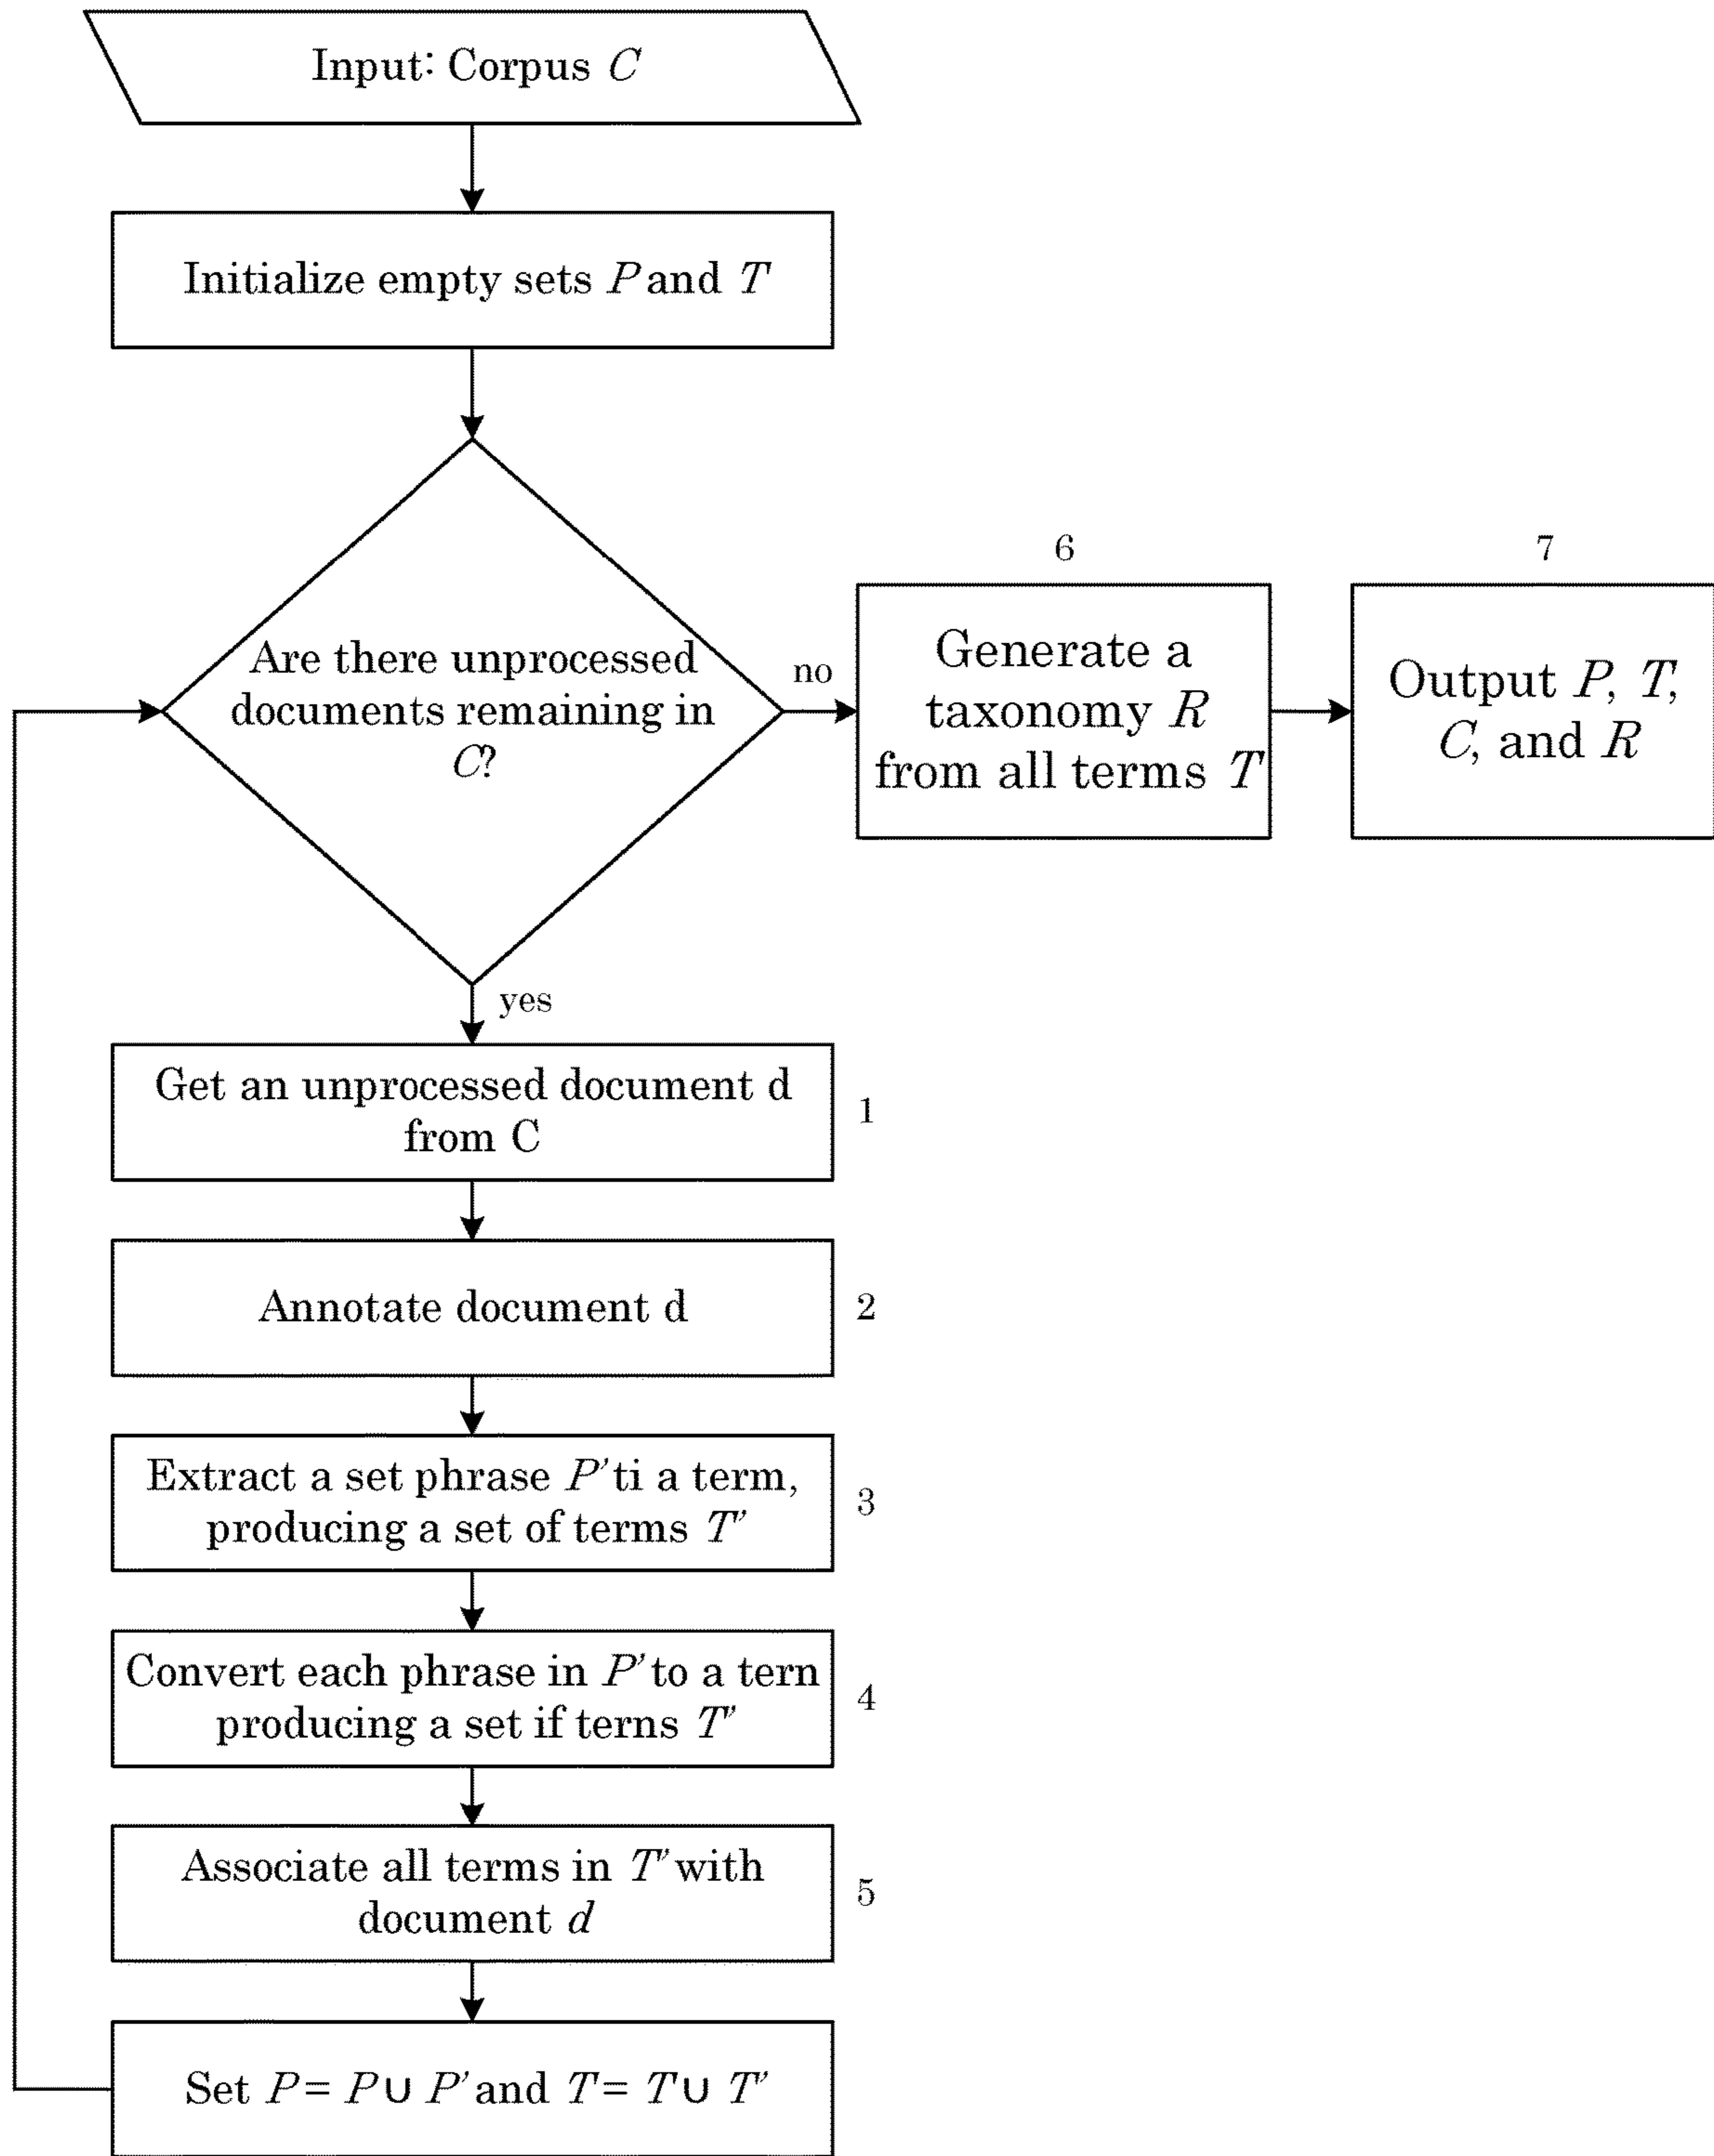 Input: Corpus C
Initialize empty sets P and T
Are there unprocessed
documents remaining in
C?
no
6
Generate a
taxonomy R
from all terms T
7
Output P, T,
C, and R
yes
Get an unprocessed document d
from C
1
Annotate document d
2
Extract a set phrase P' ti a term,
producing a set of terms T'
3
Convert each phrase in P' to a tern
producing a set if terns T'
4
Associate all terms in T' with
document d
5
Set P = P ∪ P' and T = T ∪ T'